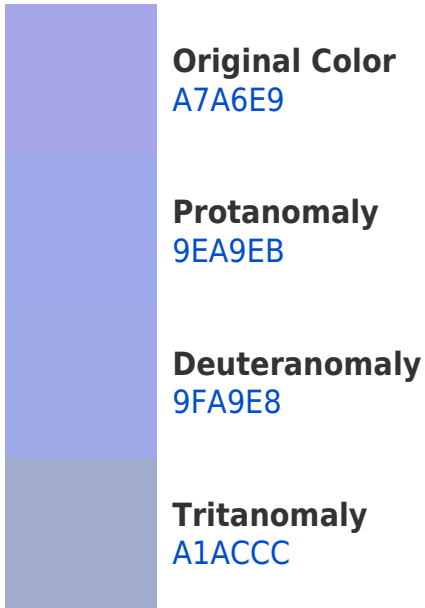 Original Color
A7A6E9
Protanomaly
9EA9EB
Deuteranomaly
9FA9E8
Tritanomaly
A1ACCC